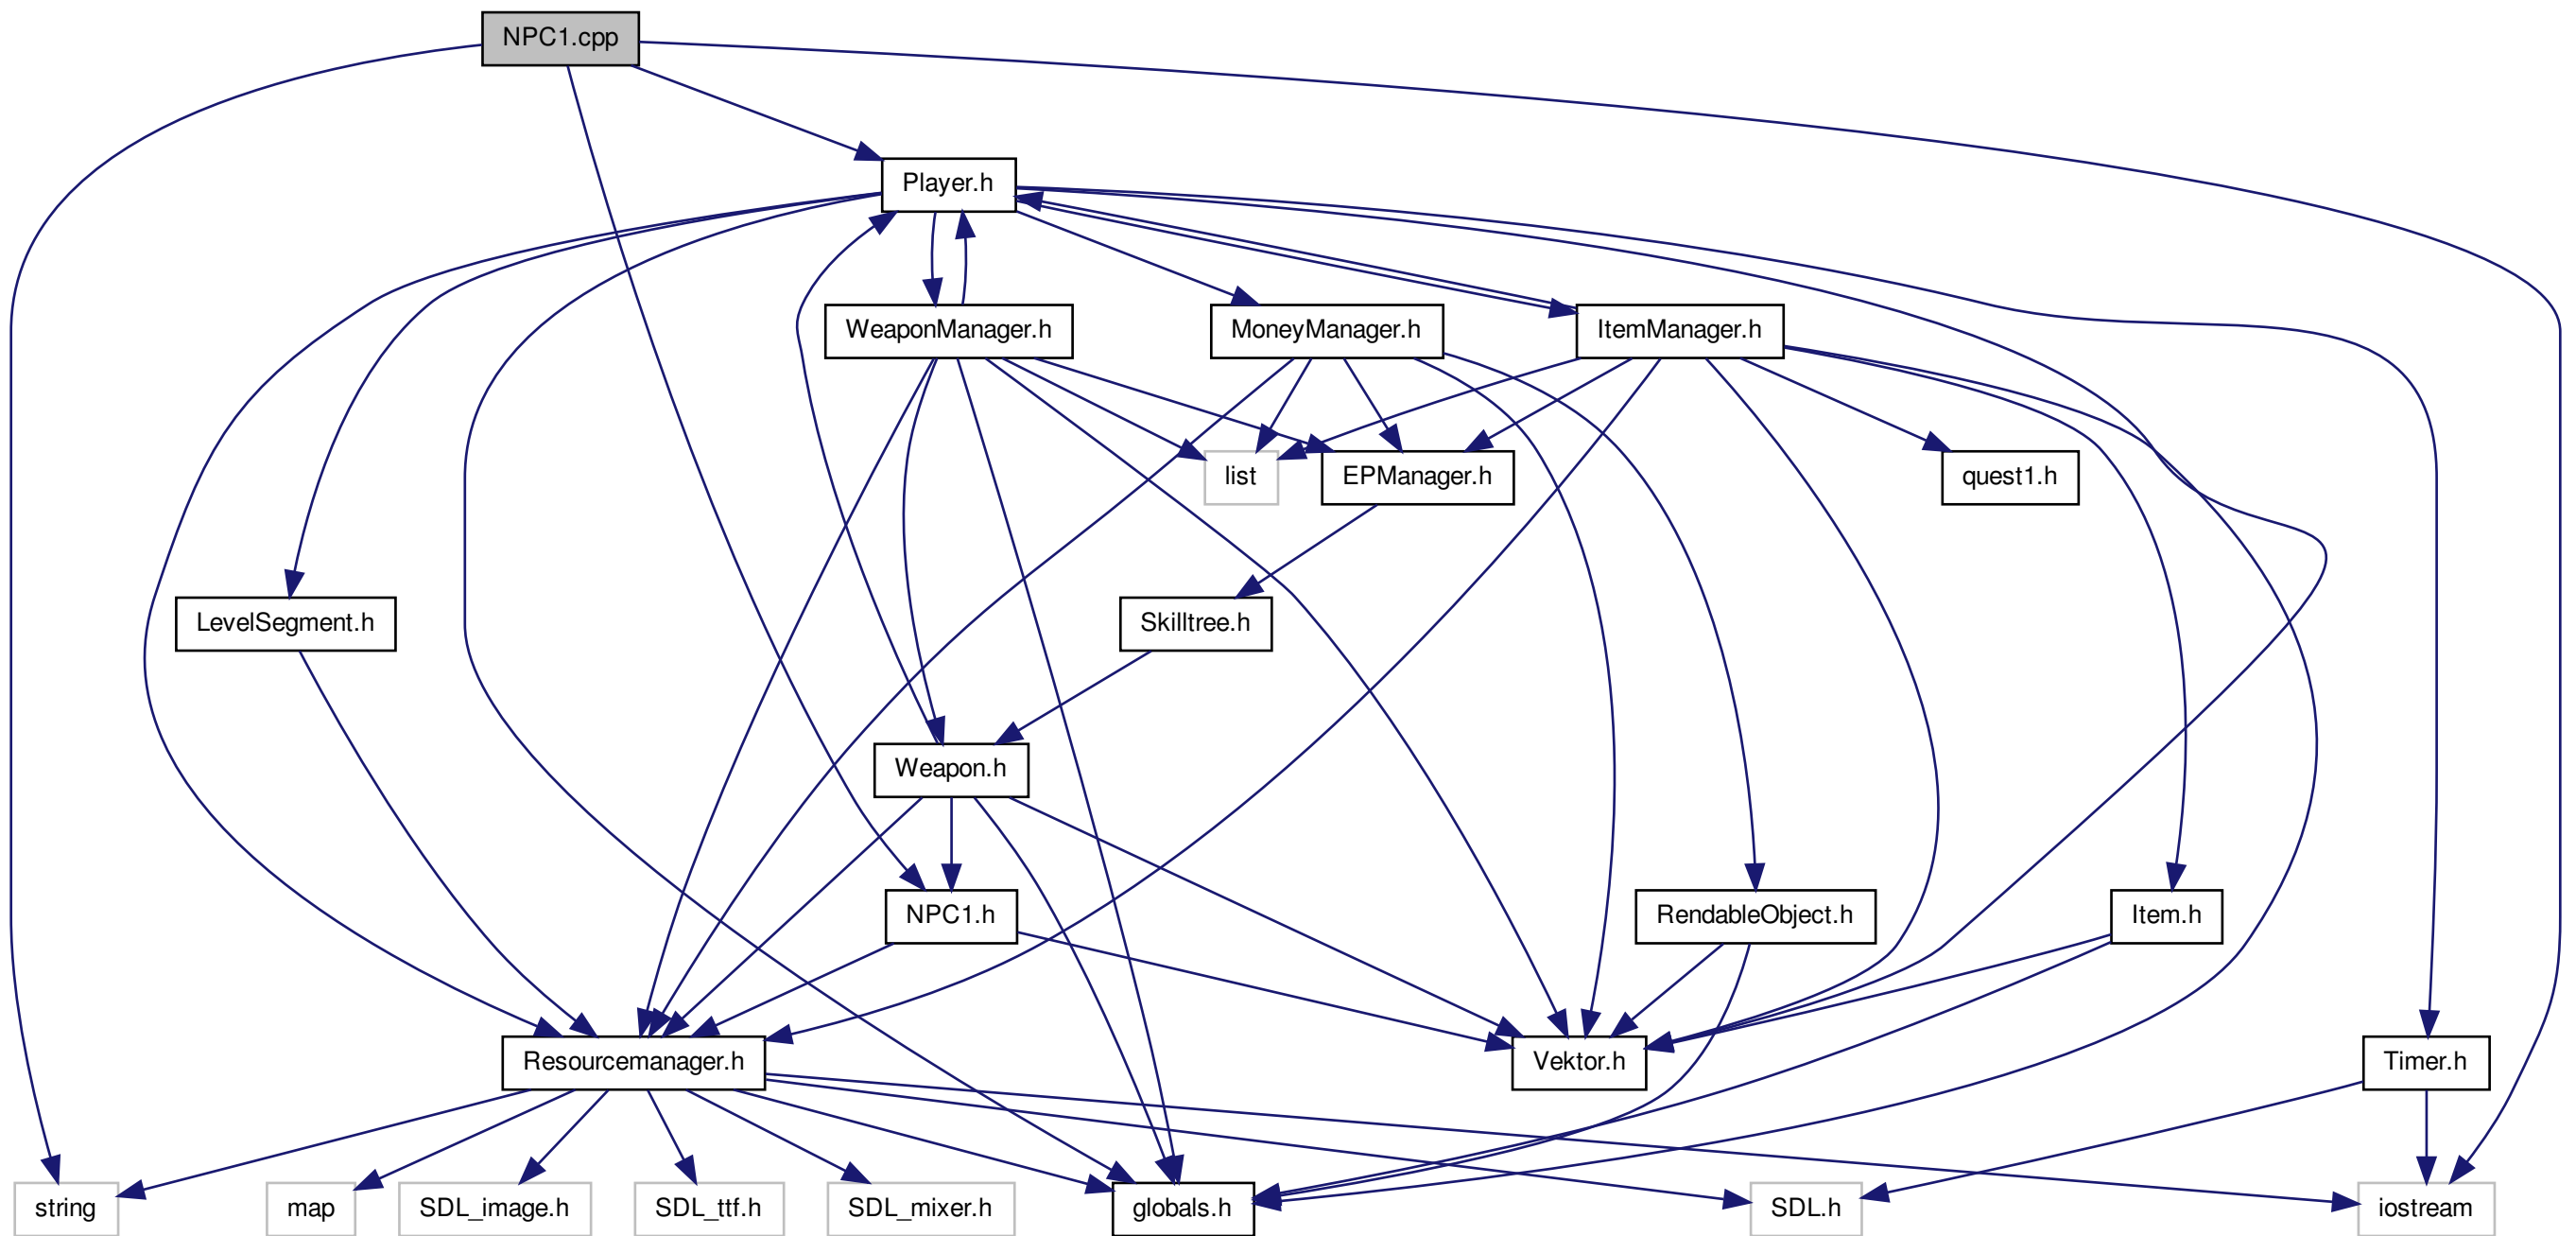 NPC1.cpp
Player.h
WeaponManager.h
MoneyManager.h
ItemManager.h
list
EPManager.h
quest1.h
LevelSegment.h
Skilltree.h
Weapon.h
NPC1.h
RendableObject.h
Item.h
Resourcemanager.h
Vektor.h
Timer.h
string
map
SDL_image.h
SDL_ttf.h
SDL_mixer.h
globals.h
SDL.h
iostream